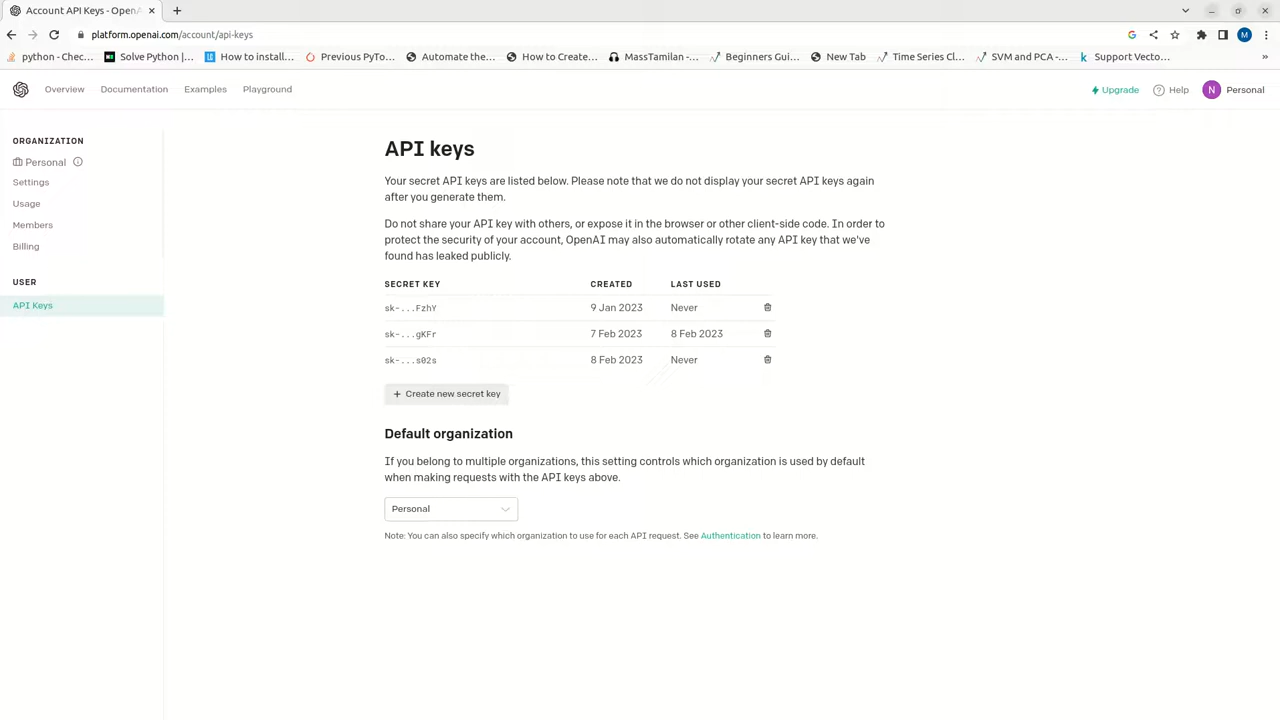 Account API Keys - OpenA
platform.openai.com/account/api-keys
M
python - Chec... Solve Python |... How to install... Previous PyTo... Automate the... How to Create... MassTamilan -... Beginners Gui... New Tab Time Series Cl... SVM and PCA -... Support Vecto... »
Overview Documentation Examples Playground Upgrade Help N Personal
ORGANIZATION
Personal
Settings
Usage
Members
Billing
USER
API Keys
API keys
Your secret API keys are listed below. Please note that we do not display your secret API keys again
after you generate them.
Do not share your API key with others, or expose it in the browser or other client-side code. In order to
protect the security of your account, OpenAI may also automatically rotate any API key that we've
found has leaked publicly.
SECRET KEY CREATED LAST USED
sk-...FzhY 9 Jan 2023 Never
sk-...gKFr 7 Feb 2023 8 Feb 2023
sk-...s02s 8 Feb 2023 Never
+ Create new secret key
Default organization
If you belong to multiple organizations, this setting controls which organization is used by default
when making requests with the API keys above.
Personal
Note: You can also specify which organization to use for each API request. See Authentication to learn more.